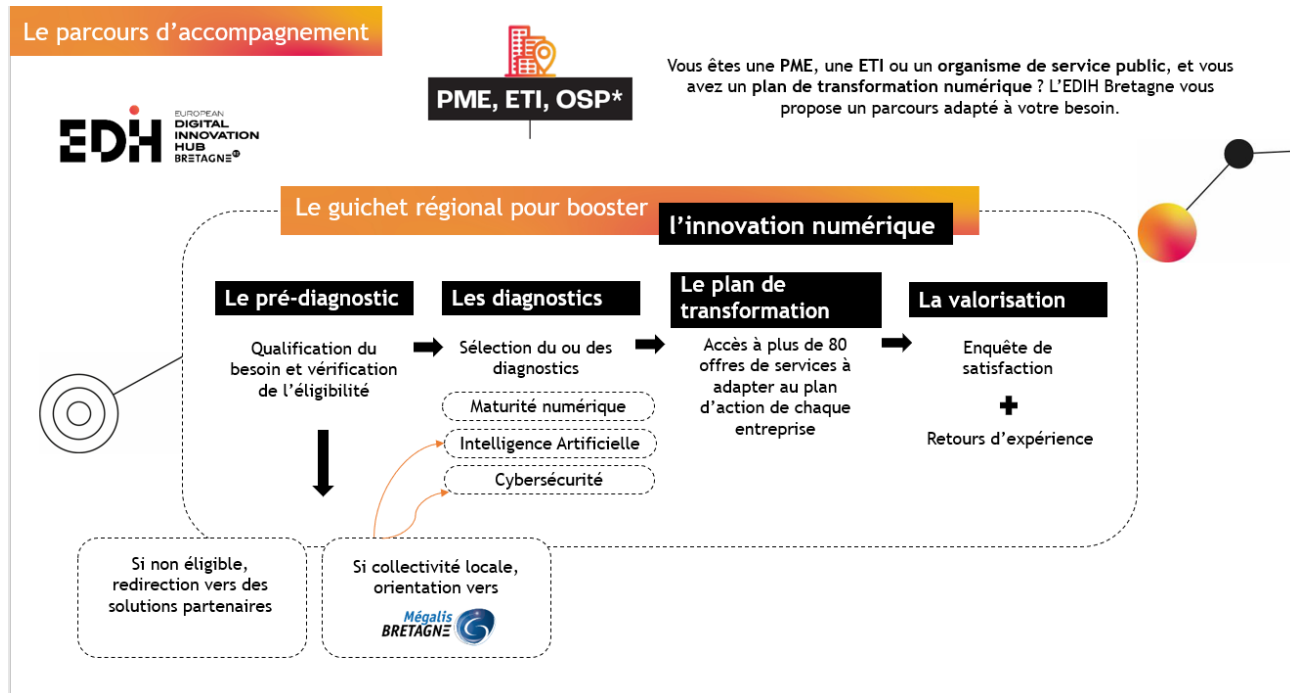 Le parcours d'accompagnement
PME, ETI, OSP*
Vous êtes une PME, une ETI ou un organisme de service public, et vous
avez un plan de transformation numérique ? L'EDIH Bretagne vous
propose un parcours adapté à votre besoin.
EDIH
EUROPEAN
DIGITAL
INNOVATION
HUB
BRETAGNE
Le guichet régional pour booster
l'innovation numérique
Le pré-diagnostic
Qualification du
besoin et vérification
de l'éligibilité
Les diagnostics
Sélection du ou des
diagnostics
Maturité numérique
Intelligence Artificielle
Cybersécurité
Le plan de
transformation
Accès à plus de 80
offres de services à
adapter au plan
d'action de chaque
entreprise
La valorisation
Enquête de
satisfaction
+
Retours d'expérience
Si non éligible,
redirection vers des
solutions partenaires
Si collectivité locale,
orientation vers
Mégalis
BRETAGNE